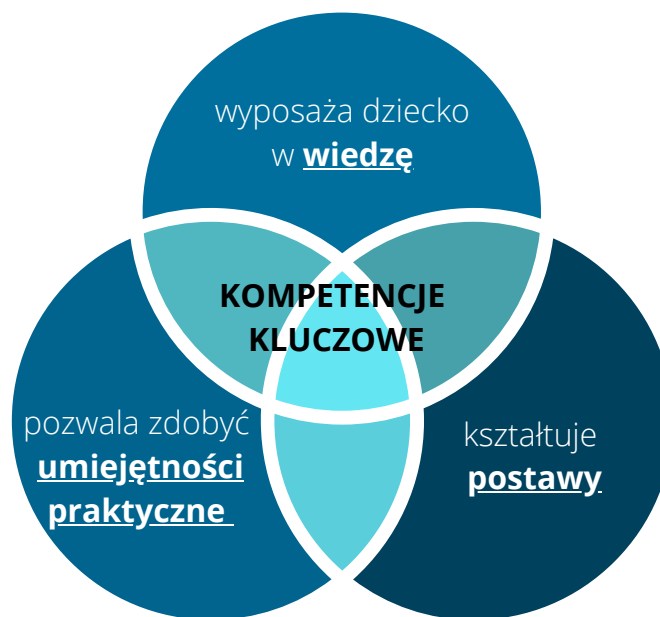 wyposaża dziecko
w wiedzę
KOMPETENCJE
KLUCZOWE
pozwala zdobyć
umiejętności
praktyczne
kształtuje
postawy